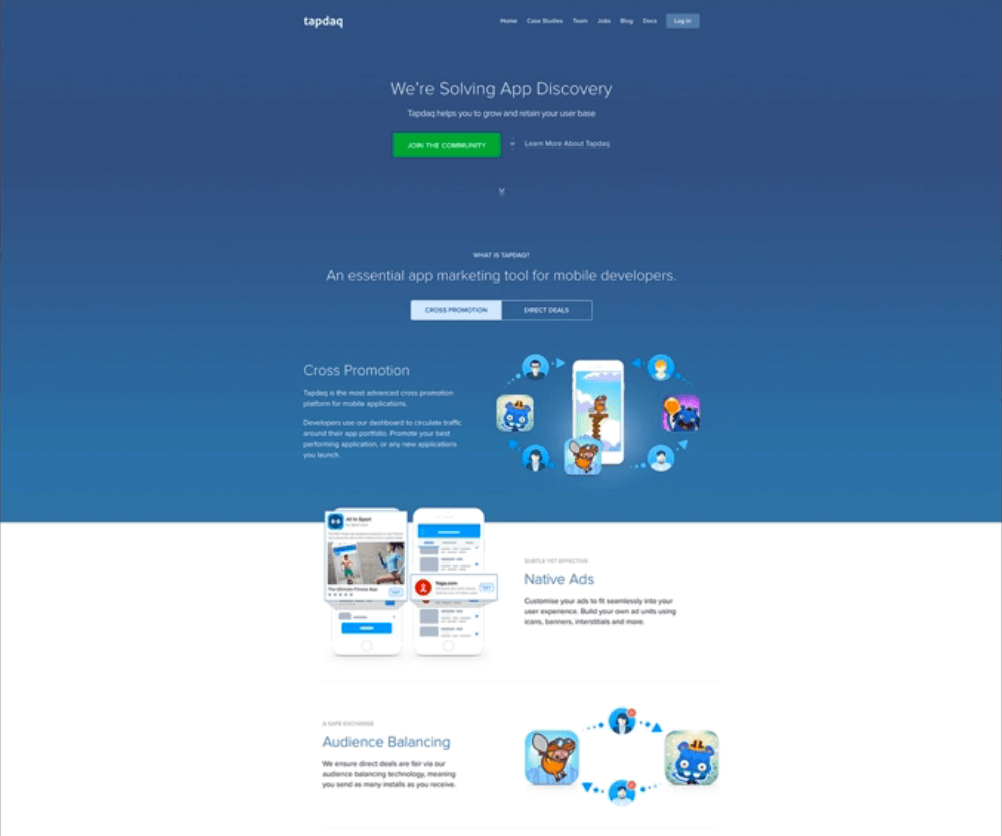 tapdaq
Home Case Studies Team Jobs Blog Docs Log in
We're Solving App Discovery
Tapdaq helps you to grow and retain your user base
JOIN THE COMMUNITY or Learn More About Tapdaq
WHAT IS TAPDAQ?
An essential app marketing tool for mobile developers.
CROSS PROMOTION DIRECT DEALS
Cross Promotion
Tapdaq is the most advanced cross promotion
platform for mobile applications.
Developers use our dashboard to circulate traffic
around their app portfolio. Promote your best
performing application, or any new applications
you launch.
All In Sport
The Ultimate Fitness App
Yoga.com
SUBTLE YET EFFECTIVE
Native Ads
Customise your ads to fit seamlessly into your
user experience. Build your own ad units using
icons, banners, interstitials and more.
A SAFE EXCHANGE
Audience Balancing
We ensure direct deals are fair via our
audience balancing technology, meaning
you send as many installs as you receive.